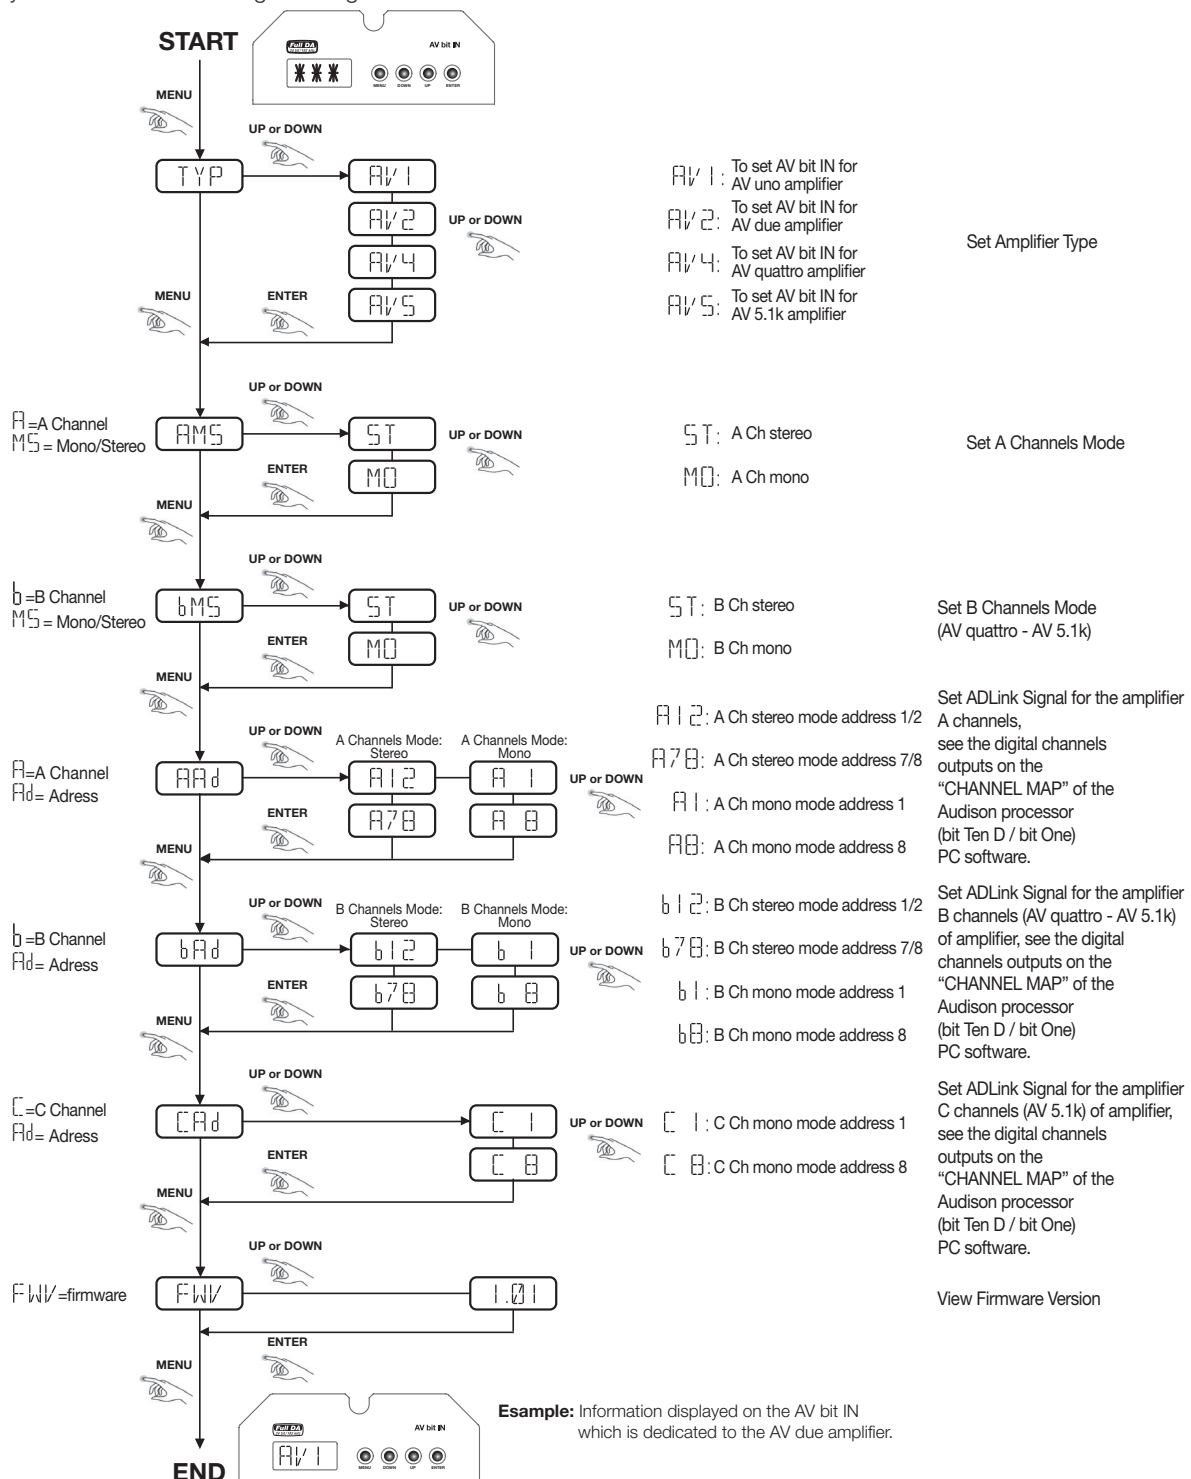 START
Full DA
AV bit IN
***
MENU DOWN UP ENTER
MENU
UP or DOWN
TYP
AV1
AV2
AV4
AV5
UP or DOWN
MENU
ENTER
AV1: To set AV bit IN for
AV uno amplifier
AV2: To set AV bit IN for
AV due amplifier
AV4: To set AV bit IN for
AV quattro amplifier
AV5: To set AV bit IN for
AV 5.1k amplifier
Set Amplifier Type
A=A Channel
MS= Mono/Stereo
UP or DOWN
AMS
ST
MO
UP or DOWN
ENTER
MENU
ST: A Ch stereo
MO: A Ch mono
Set A Channels Mode
b=B Channel
MS= Mono/Stereo
UP or DOWN
bMS
ST
MO
UP or DOWN
ENTER
MENU
ST: B Ch stereo
MO: B Ch mono
Set B Channels Mode
(AV quattro - AV 5.1k)
A=A Channel
Ad= Adress
UP or DOWN
A Channels Mode:
Stereo
A Channels Mode:
Mono
AAd
A12
A 1
A78
A 8
UP or DOWN
ENTER
MENU
A12: A Ch stereo mode address 1/2
A78: A Ch stereo mode address 7/8
A1: A Ch mono mode address 1
A8: A Ch mono mode address 8
Set ADLink Signal for the amplifier
A channels,
see the digital channels
outputs on the
“CHANNEL MAP” of the
Audison processor
(bit Ten D / bit One)
PC software.
b=B Channel
Ad= Adress
UP or DOWN
B Channels Mode:
Stereo
B Channels Mode:
Mono
bAd
b12
b 1
b78
b 8
UP or DOWN
ENTER
MENU
b12: B Ch stereo mode address 1/2
b78: B Ch stereo mode address 7/8
b1: B Ch mono mode address 1
b8: B Ch mono mode address 8
Set ADLink Signal for the amplifier
B channels (AV quattro - AV 5.1k)
of amplifier, see the digital
channels outputs on the
“CHANNEL MAP” of the
Audison processor
(bit Ten D / bit One)
PC software.
C=C Channel
Ad= Adress
UP or DOWN
CAd
C 1
C 8
UP or DOWN
ENTER
MENU
C 1: C Ch mono mode address 1
C 8: C Ch mono mode address 8
Set ADLink Signal for the amplifier
C channels (AV 5.1k) of amplifier,
see the digital channels
outputs on the
“CHANNEL MAP” of the
Audison processor
(bit Ten D / bit One)
PC software.
FWV=firmware
UP or DOWN
FWV
1.01
ENTER
MENU
View Firmware Version
Esample: Information displayed on the AV bit IN
which is dedicated to the AV due amplifier.
Full DA
AV bit IN
AV1
MENU DOWN UP ENTER
END